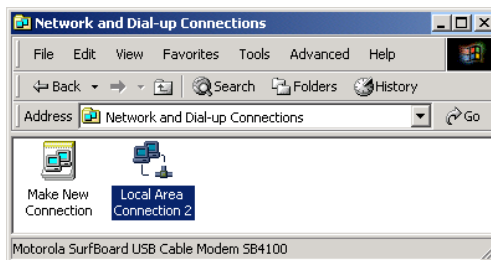 Network and Dial-up Connections
File Edit View Favorites Tools Advanced Help
Back Search Folders History
Address Network and Dial-up Connections Go
Make New Connection
Local Area Connection 2
Motorola SurfBoard USB Cable Modem SB4100